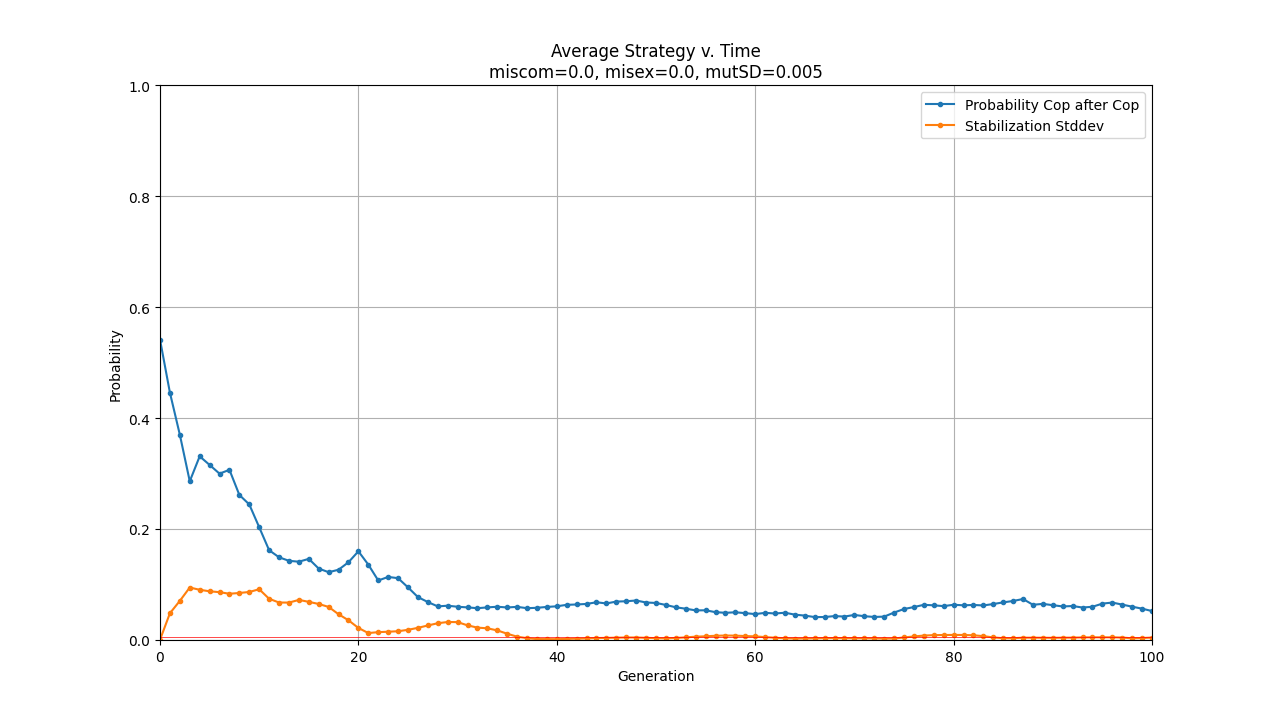 Average Strategy v. Time
miscom=0.0, misex=0.0, mutSD=0.005
Probability Cop after Cop
Stabilization Stddev
1.0
0.8
0.6
0.4
0.2
0.0
Probability
0 20 40 60 80 100
Generation